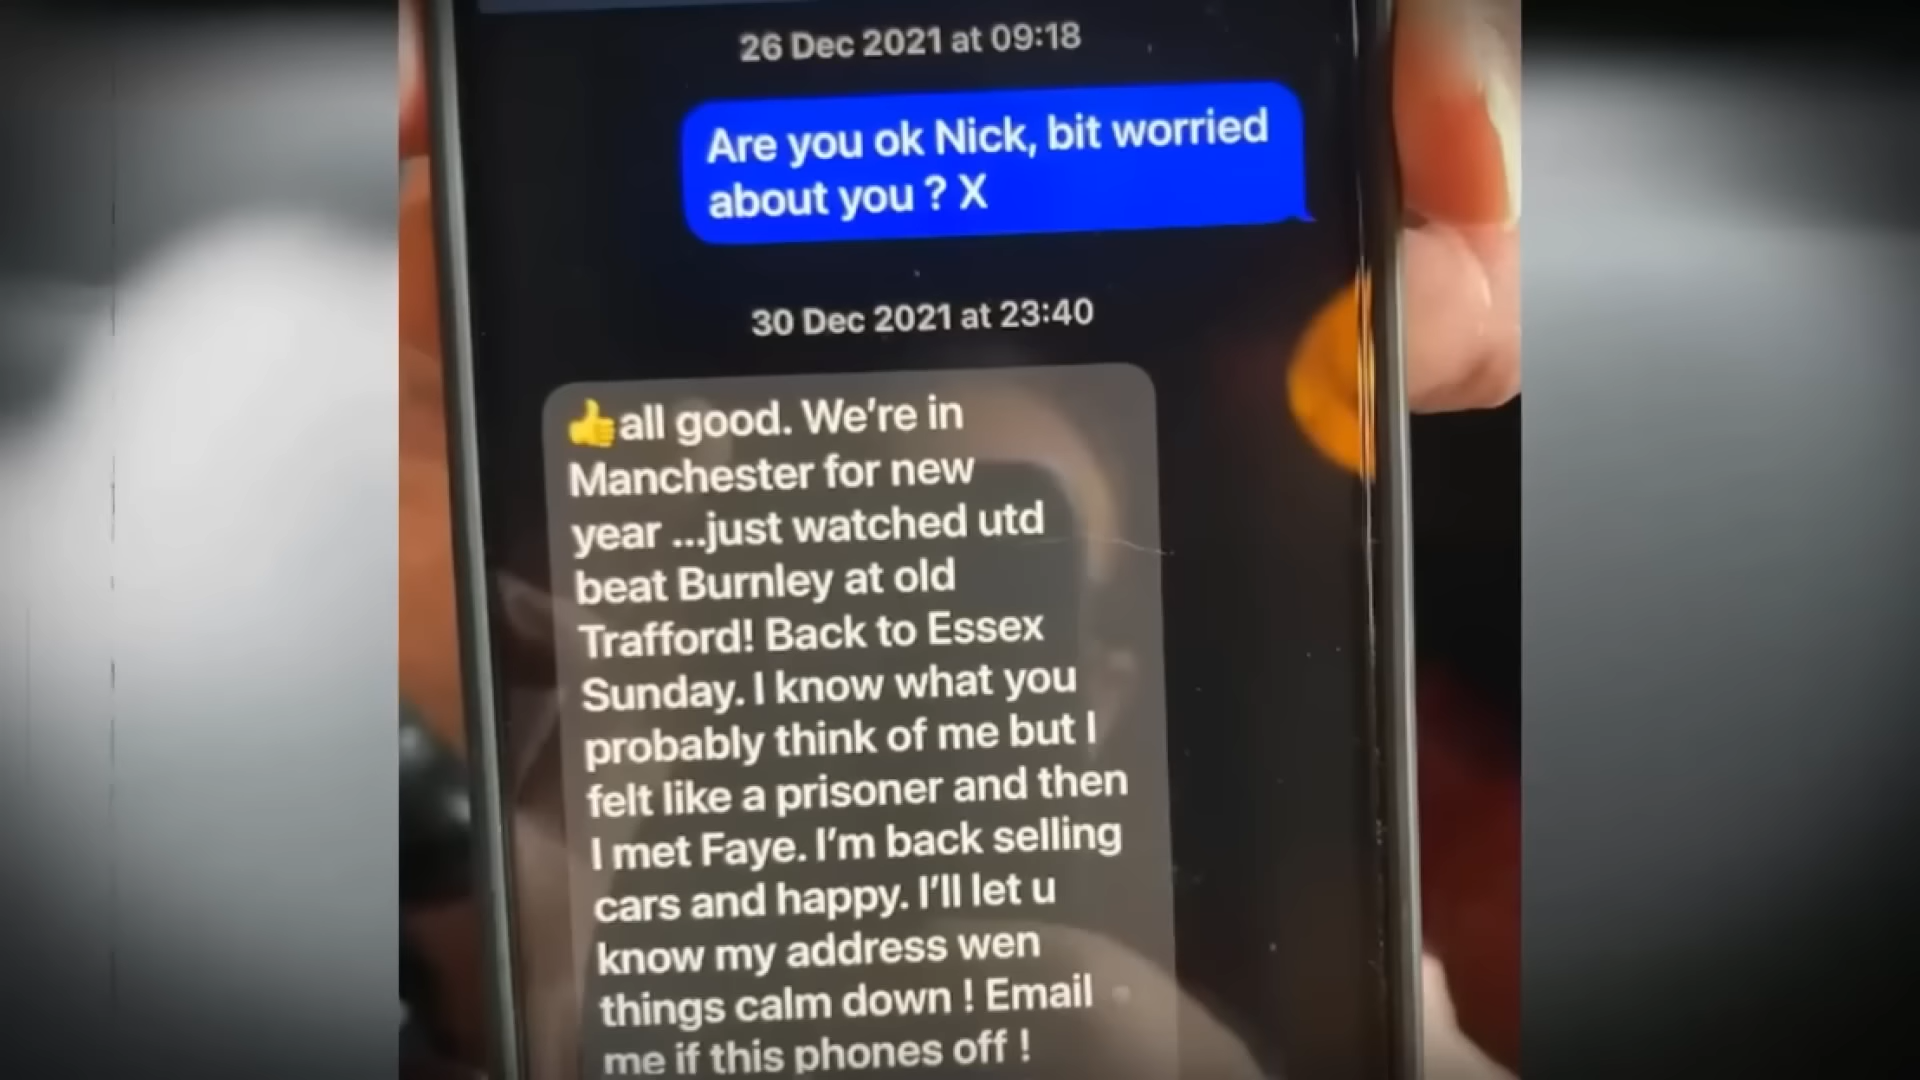 26 Dec 2021 at 09:18
Are you ok Nick, bit worried
about you ? X
30 Dec 2021 at 23:40
👍all good. We're in
Manchester for new
year ...just watched utd
beat Burnley at old
Trafford! Back to Essex
Sunday. I know what you
probably think of me but I
felt like a prisoner and then
I met Faye. I'm back selling
cars and happy. I'll let u
know my address wen
things calm down ! Email
me if this phones off !